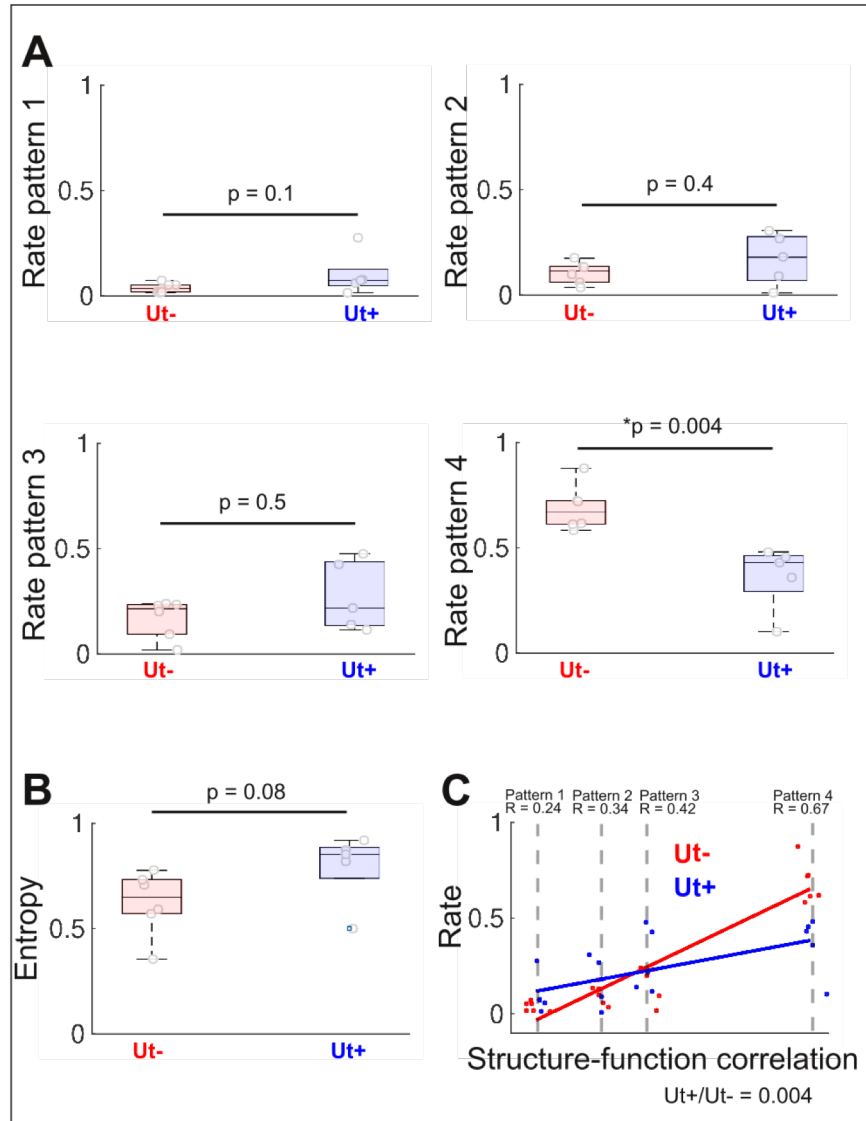 A
Rate pattern 1
1
0.5
0
p = 0.1
Ut-
Ut+
Rate pattern 2
1
0.5
0
p = 0.4
Ut-
Ut+
Rate pattern 3
1
0.5
0
p = 0.5
Ut-
Ut+
Rate pattern 4
1
0.5
0
*p = 0.004
Ut-
Ut+
B
Entropy
1
0.5
0
p = 0.08
Ut-
Ut+
C
Pattern 1
R = 0.24
Pattern 2
R = 0.34
Pattern 3
R = 0.42
Pattern 4
R = 0.67
Rate
1
0.5
0
Ut-
Ut+
Structure-function correlation
Ut+/Ut- = 0.004